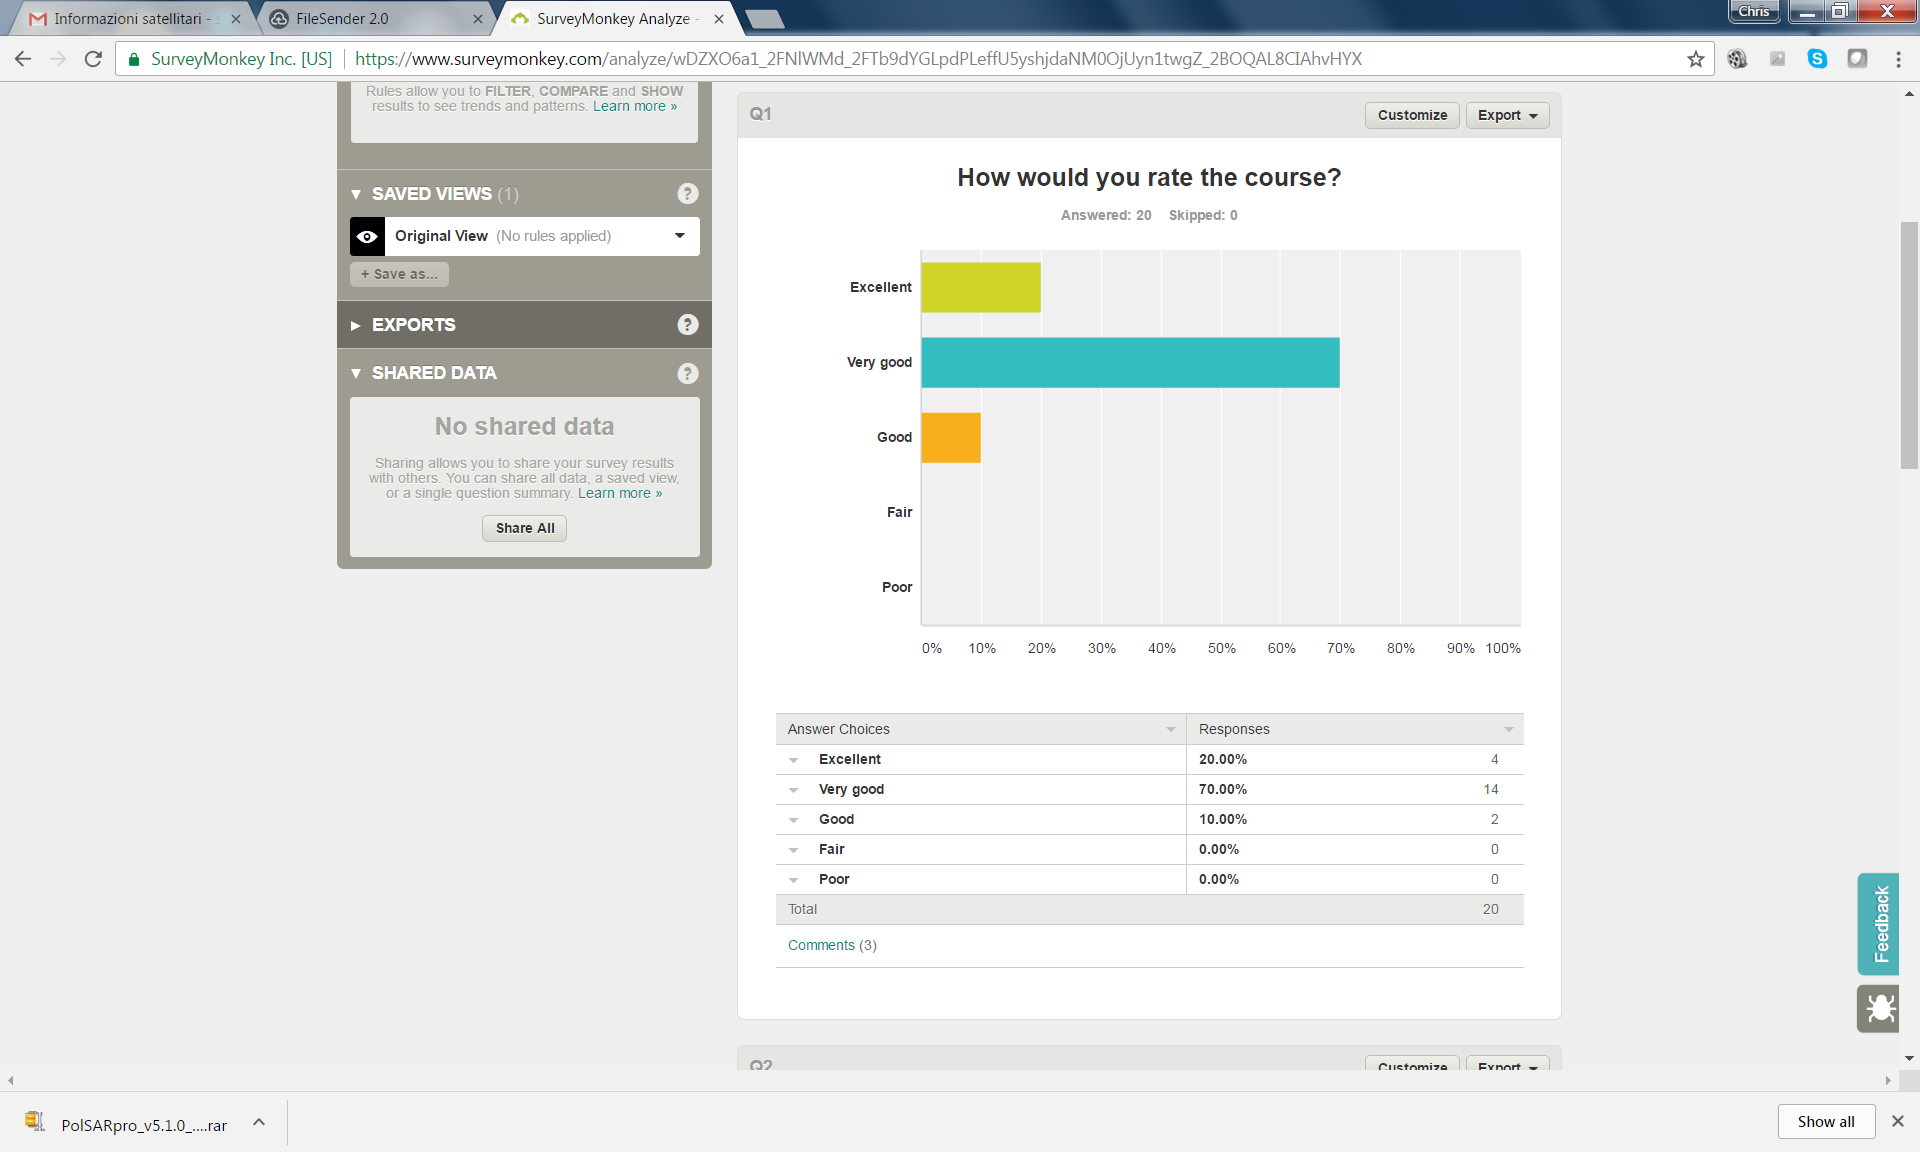 Informazioni satellitari -
FileSender 2.0
SurveyMonkey Analyze -
Chris
SurveyMonkey Inc. [US]
https://www.surveymonkey.com/analyze/wDZXO6a1_2FNlWMd_2FTb9dYGLpdPLeffU5yshjdaNM0OjUyn1twgZ_2BOQAL8CIAhvHYX
Rules allow you to FILTER, COMPARE and SHOW
results to see trends and patterns. Learn more »
SAVED VIEWS (1)
?
Original View (No rules applied)
+ Save as...
EXPORTS
?
SHARED DATA
?
No shared data
Sharing allows you to share your survey results
with others. You can share all data, a saved view,
or a single question summary. Learn more »
Share All
Q1
Customize
Export
How would you rate the course?
Answered: 20 Skipped: 0
Excellent
Very good
Good
Fair
Poor
0% 10% 20% 30% 40% 50% 60% 70% 80% 90% 100%
Answer Choices Responses
Excellent 20.00% 4
Very good 70.00% 14
Good 10.00% 2
Fair 0.00% 0
Poor 0.00% 0
Total 20
Comments (3)
Feedback
Q2
Customize
Export
PolSARpro_v5.1.0_....rar
Show all